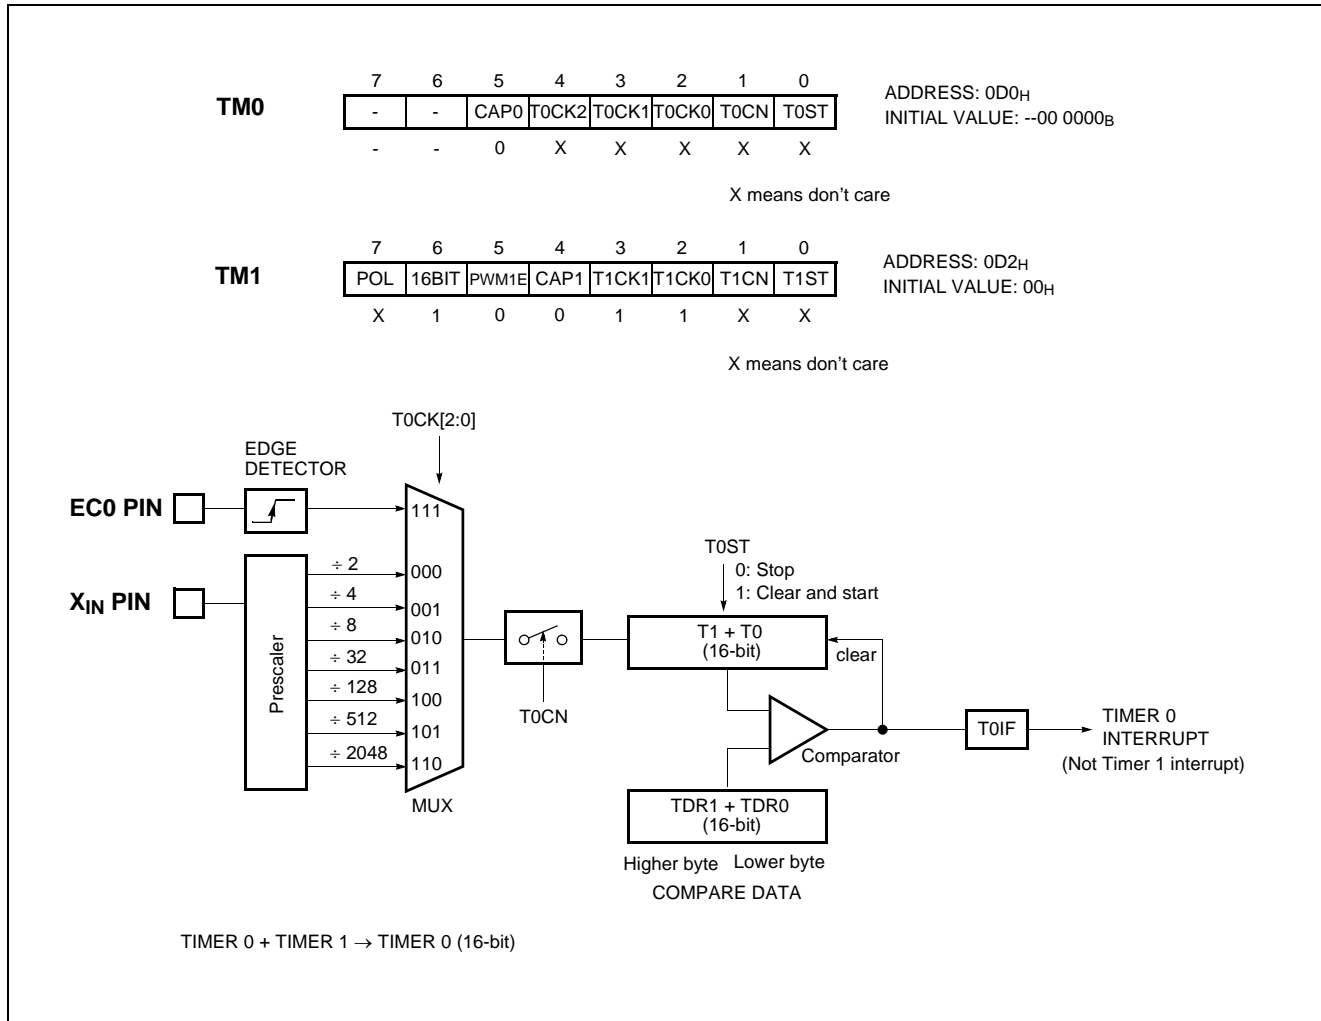 7 6 5 4 3 2 1 0
TM0 - - CAP0 T0CK2 T0CK1 T0CK0 T0CN T0ST
ADDRESS: 0D0H
INITIAL VALUE: --00 0000B
- - 0 X X X X X
X means don't care
7 6 5 4 3 2 1 0
TM1 POL 16BIT PWM1E CAP1 T1CK1 T1CK0 T1CN T1ST
ADDRESS: 0D2H
INITIAL VALUE: 00H
X 1 0 0 1 1 X X
X means don't care
T0CK[2:0]
EDGE
DETECTOR
EC0 PIN
111
XIN PIN
Prescaler
÷ 2 000
÷ 4 001
÷ 8 010
÷ 32 011
÷ 128 100
÷ 512 101
÷ 2048 110
MUX
T0CN
T0ST
0: Stop
1: Clear and start
T1 + T0
(16-bit)
clear
Comparator
T0IF
TIMER 0
INTERRUPT
(Not Timer 1 interrupt)
TDR1 + TDR0
(16-bit)
Higher byte Lower byte
COMPARE DATA
TIMER 0 + TIMER 1 → TIMER 0 (16-bit)